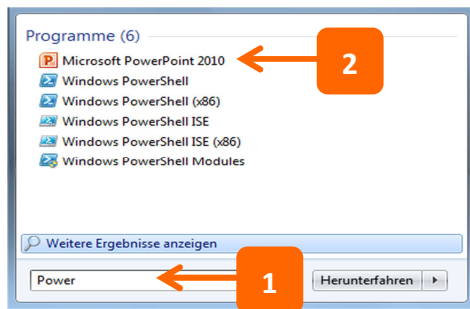 Programme (6)
Microsoft PowerPoint 2010
2
Windows PowerShell
Windows PowerShell (x86)
Windows PowerShell ISE
Windows PowerShell ISE (x86)
Windows PowerShell Modules
Weitere Ergebnisse anzeigen
Power
1
Herunterfahren